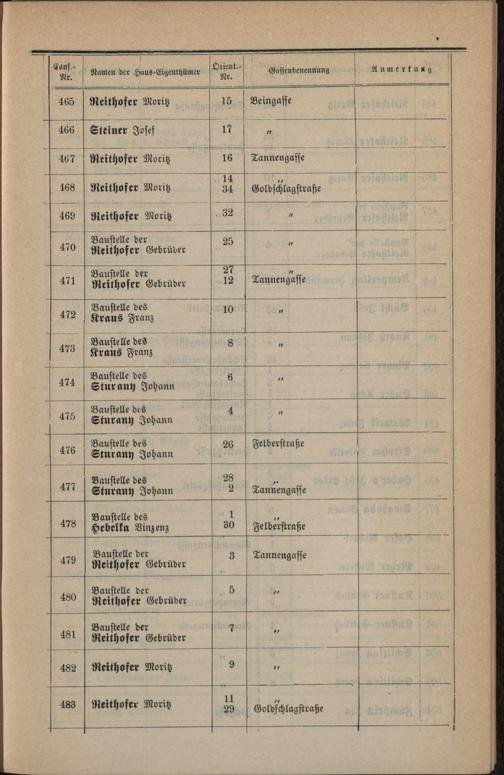 Consc.-Nr. Namen der Haus-Eigenthümer Orient.-Nr. Gassenbenennung Anmerkung
465 Reithofer Moritz 15 Beingasse
466 Steiner Josef 17 „
467 Reithofer Moritz 16 Tannengasse
14 „
468 Reithofer Moritz 34 Goldschlagstraße
469 Reithofer Moritz 32 „
Baustelle der
470 Reithofer Gebrüder 25 „
Baustelle der 27 „
471 Reithofer Gebrüder 12 Tannengasse
Baustelle des
472 Kraus Franz 10 „
Baustelle des
473 Kraus Franz 8 „
Baustelle des
474 Sturany Johann 6 „
Baustelle des
475 Sturany Johann 4 „
Baustelle des
476 Sturany Johann 26 Felberstraße
Baustelle des 28 „
477 Sturany Johann 2 Tannengasse
Baustelle des 1 „
478 Hebelka Vinzenz 30 Felberstraße
Baustelle der
479 Reithofer Gebrüder 3 Tannengasse
Baustelle der
480 Reithofer Gebrüder 5 „
Baustelle der
481 Reithofer Gebrüder 7 „
482 Reithofer Moritz 9 „
11 „
483 Reithofer Moritz 29 Goldschlagstraße